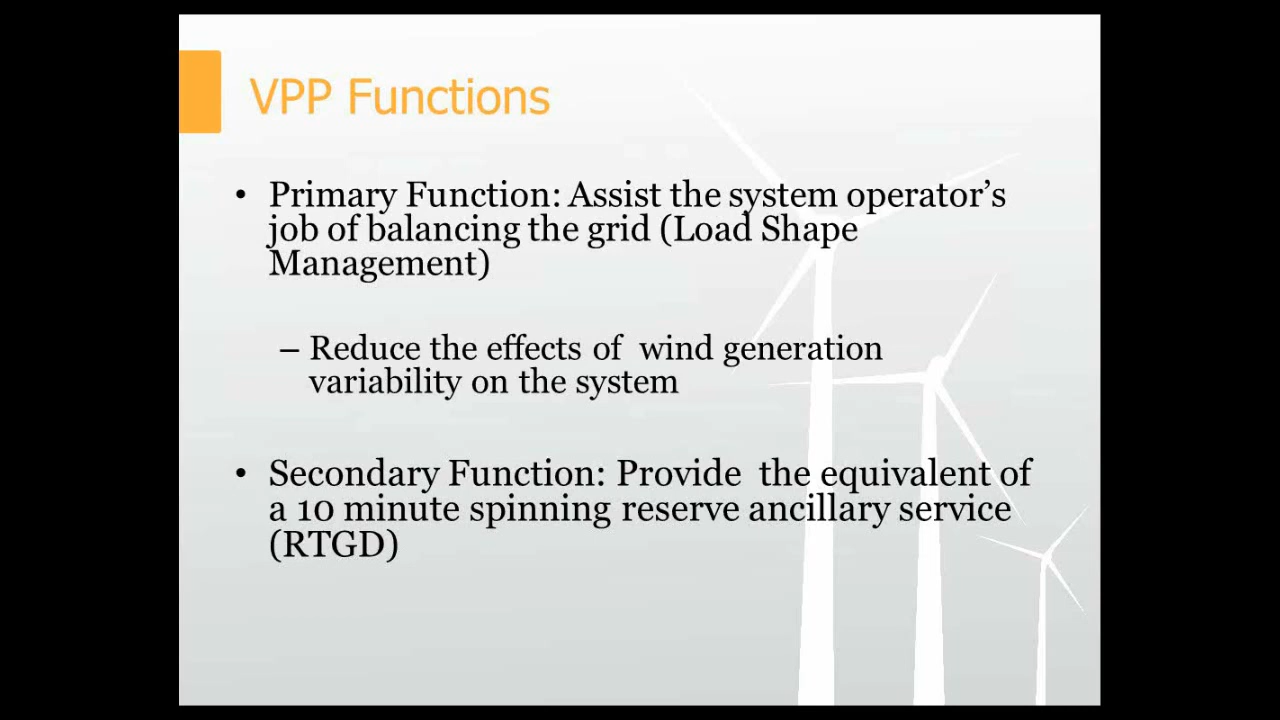 VPP Functions
• Primary Function: Assist the system operator’s
job of balancing the grid (Load Shape
Management)
– Reduce the effects of  wind generation
variability on the system
• Secondary Function: Provide  the equivalent of
a 10 minute spinning reserve ancillary service
(RTGD)